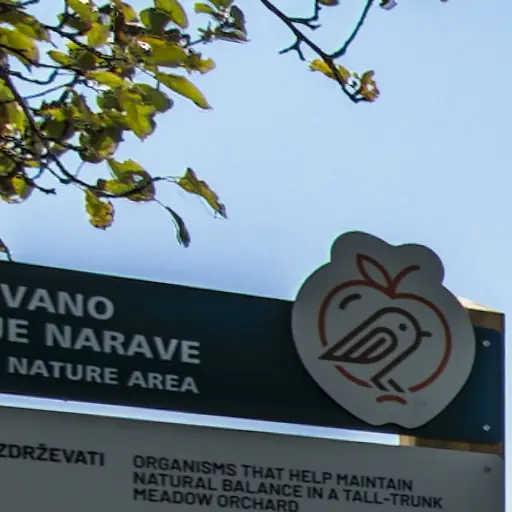 VANO
JE NARAVE
NATURE AREA
ZDRŽEVATI
ORGANISMS THAT HELP MAINTAIN
NATURAL BALANCE IN A TALL-TRUNK
MEADOW ORCHARD